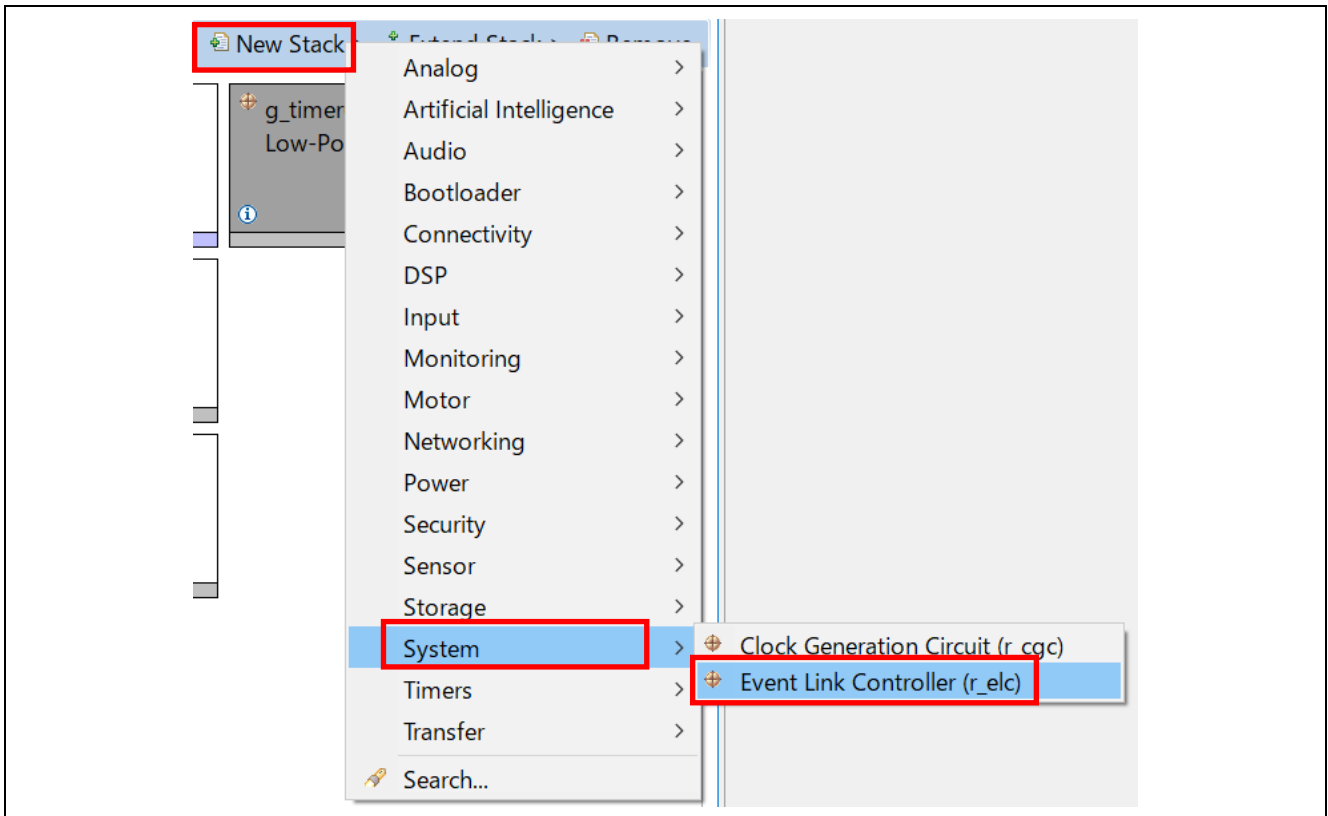 New Stack
Analog
g_timer
Artificial Intelligence
Low-Po
Audio
Bootloader
Connectivity
DSP
Input
Monitoring
Motor
Networking
Power
Security
Sensor
Storage
System
Clock Generation Circuit (r_cgc)
Event Link Controller (r_elc)
Timers
Transfer
Search...